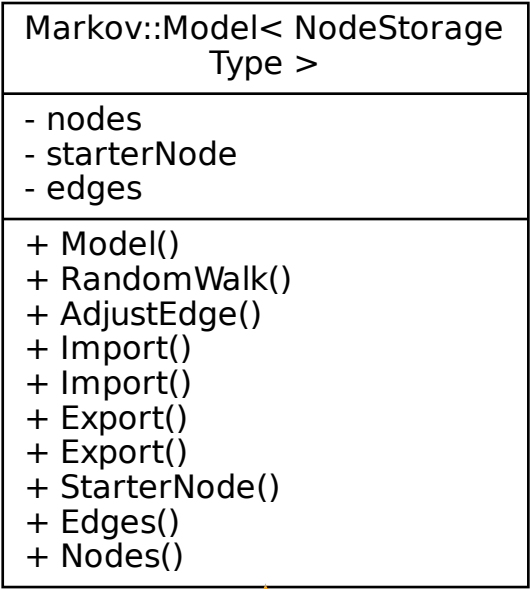 Markov::Model< NodeStorage
Type >
- nodes
- starterNode
- edges
+ Model()
+ RandomWalk()
+ AdjustEdge()
+ Import()
+ Import()
+ Export()
+ Export()
+ StarterNode()
+ Edges()
+ Nodes()